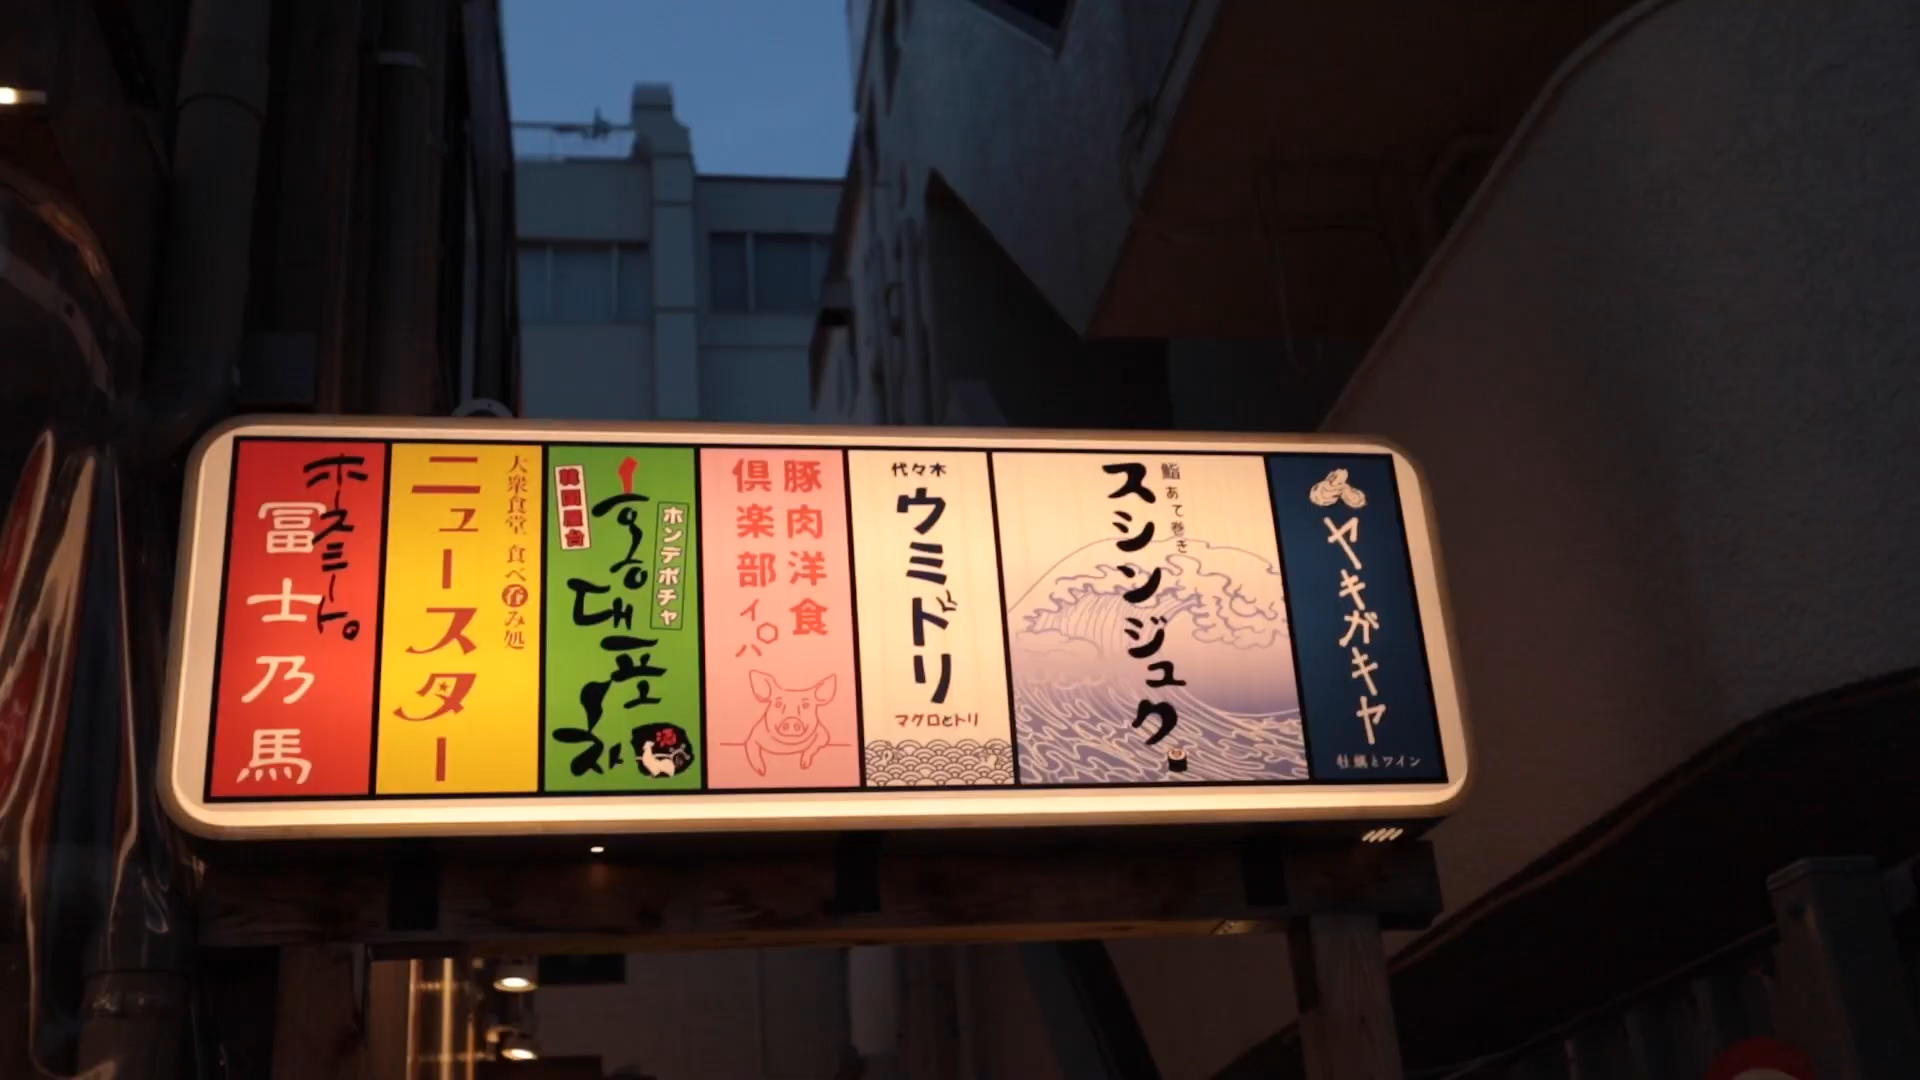 ホースミート。
冨士乃馬
大衆食堂 食べ呑み処
ニュースター
韓国屋台
홍대포차
ホンデポチャ
酒
豚肉洋食
倶楽部
イパ
代々木
ウミドリ
マグロとトリ
鮨 あて巻き
スシンジュク
ヤキガキヤ
牡蠣とワイン